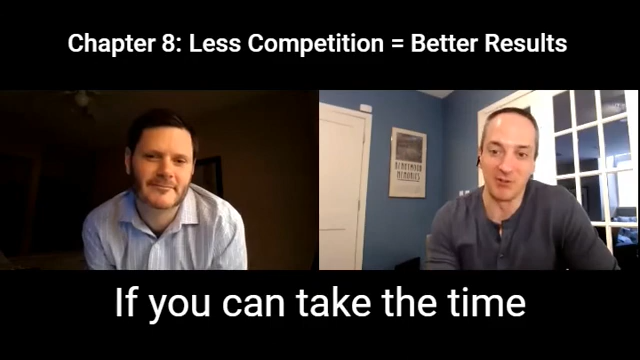 Chapter 8: Less Competition = Better Results
If you can take the time